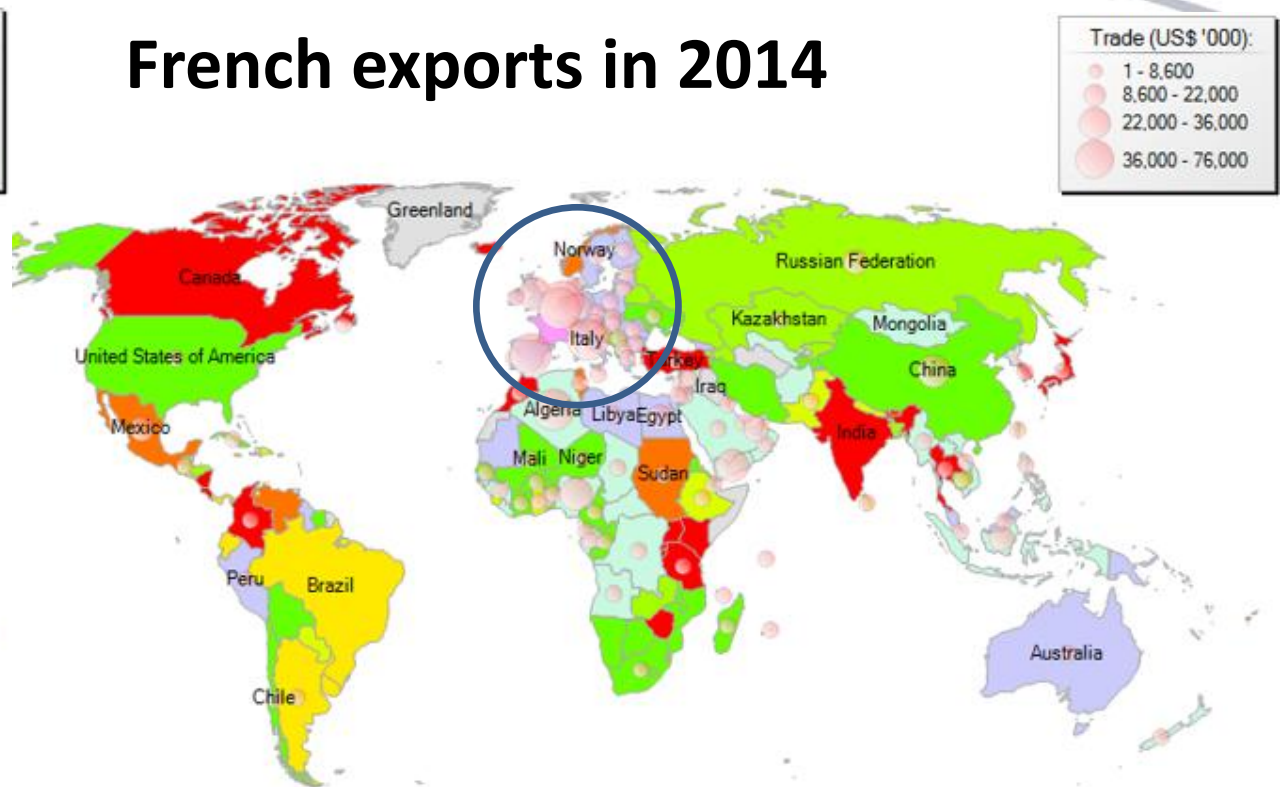 French exports in 2014
Trade (US$ '000):
1 - 8,600
8,600 - 22,000
22,000 - 36,000
36,000 - 76,000
Greenland
Norway
Canada
Russian Federation
Kazakhstan
Mongolia
Italy
United States of America
Turkey
China
Iraq
Algeria
Libya
Egypt
Mexico
India
Mali
Niger
Sudan
Peru
Brazil
Australia
Chile